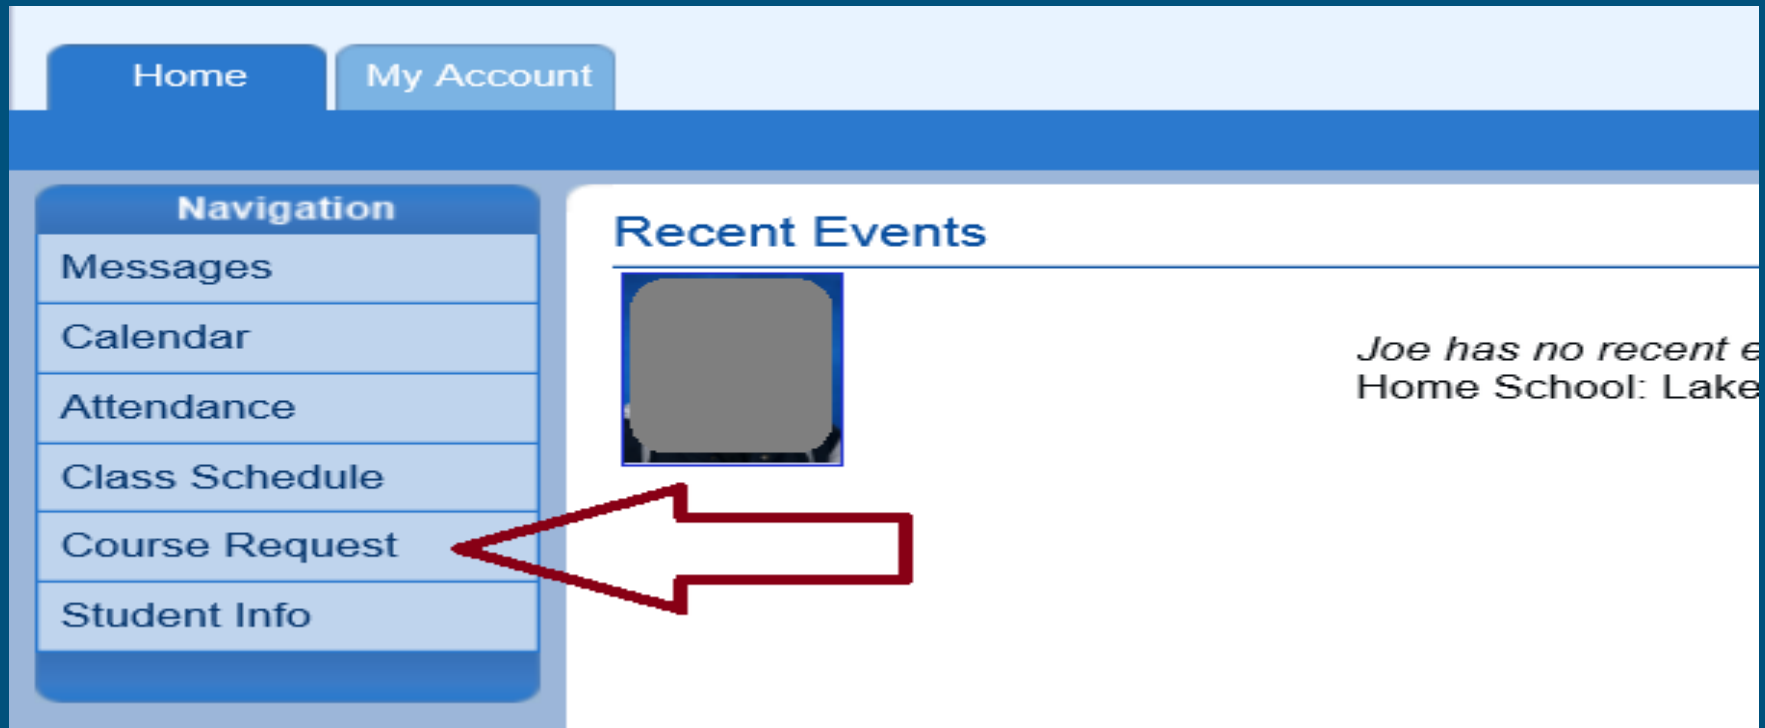 Home
My Account
Navigation
Messages
Calendar
Attendance
Class Schedule
Course Request
Student Info
Recent Events
Joe has no recent
Home School: Lake